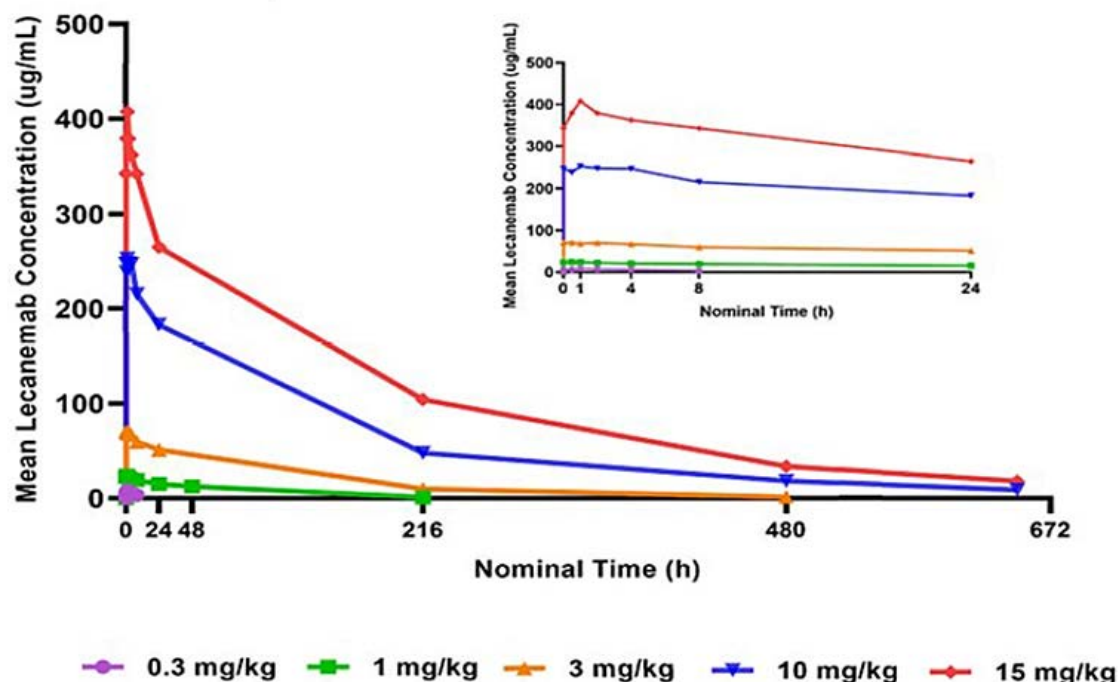 Mean Lecanemab Concentration (ug/mL)
500
400
300
200
100
0
0 24 48 216 480 672
Nominal Time (h)
Mean Lecanemab Concentration (ug/mL)
500
400
300
200
100
0
0 1 4 8 24
Nominal Time (h)
0.3 mg/kg 1 mg/kg 3 mg/kg 10 mg/kg 15 mg/kg